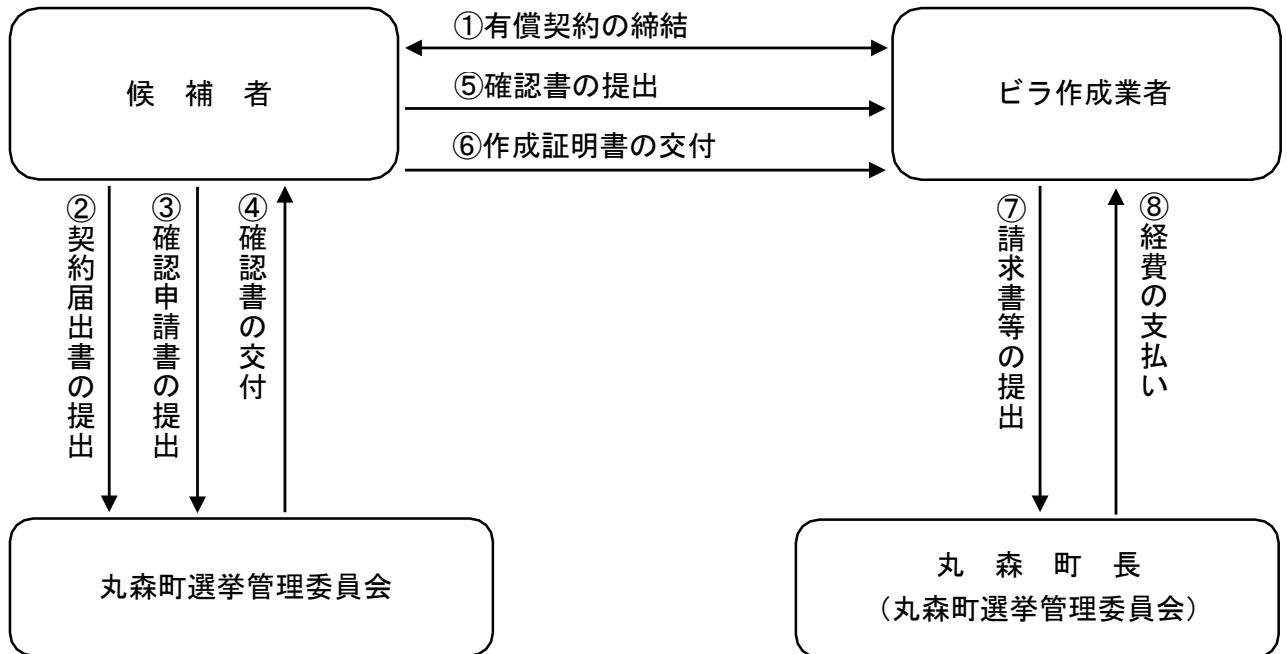 ①有償契約の締結
候　補　者
⑤確認書の提出
ビラ作成業者
⑥作成証明書の交付
②契約届出書の提出
③確認申請書の提出
④確認書の交付
⑦請求書等の提出
⑧経費の支払い
丸森町選挙管理委員会
丸　森　町　長
（丸森町選挙管理委員会）